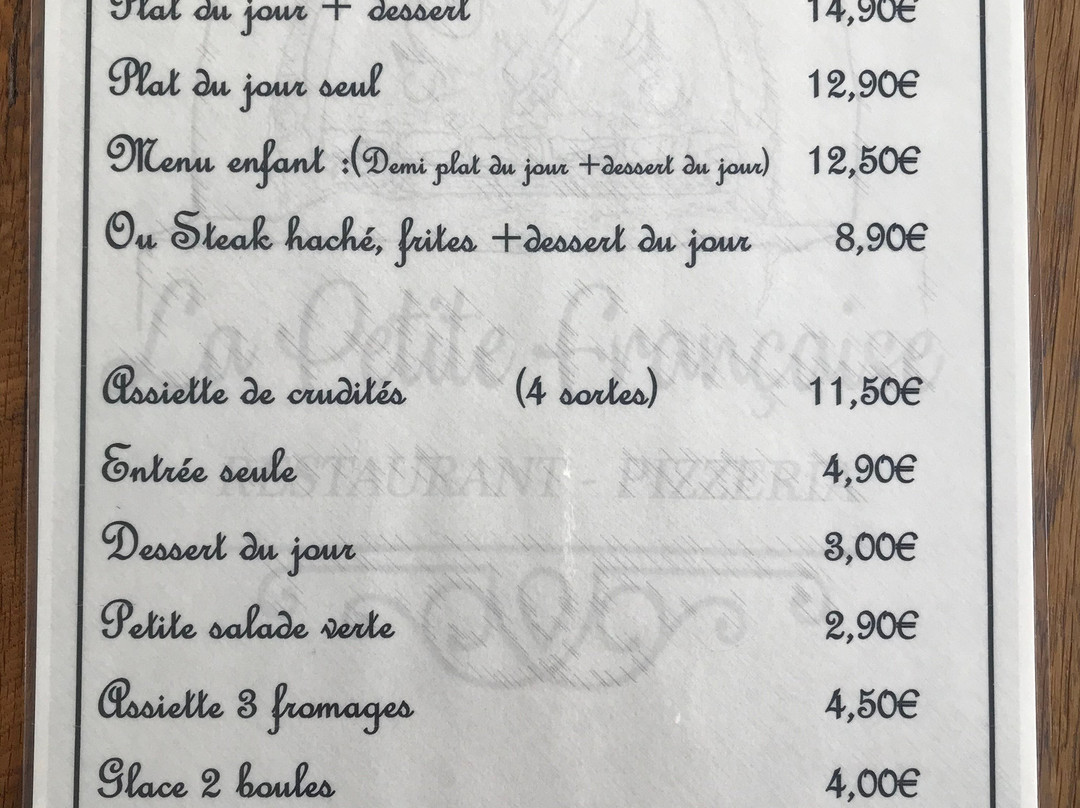 Plat du jour + dessert 14,90€
Plat du jour seul 12,90€
Menu enfant :(Demi plat du jour +dessert du jour) 12,50€
Ou Steak haché, frites +dessert du jour 8,90€
La Petite Française
Assiette de crudités (4 sortes) 11,50€
Entrée seule 4,90€
RESTAURANT - PIZZERIA
Dessert du jour 3,00€
Petite salade verte 2,90€
Assiette 3 fromages 4,50€
Glace 2 boules 4,00€